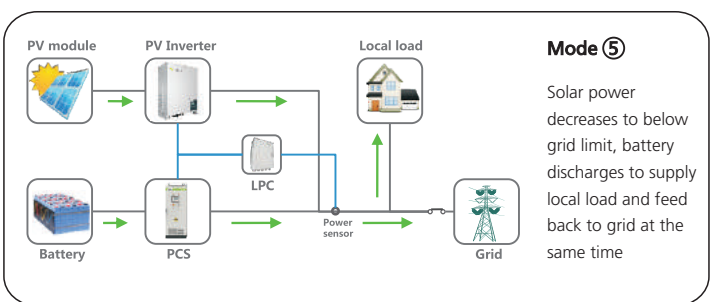 PV module
PV Inverter
Local load
LPC
Power
sensor
Battery
PCS
Grid
Mode ⑤
Solar power
decreases to below
grid limit, battery
discharges to supply
local load and feed
back to grid at the
same time